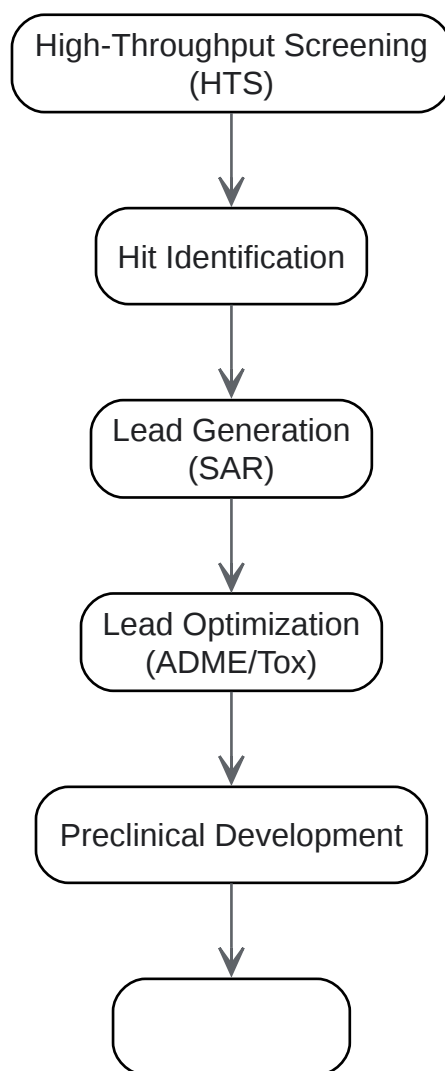 High-Throughput Screening
(HTS)
Hit Identification
Lead Generation
(SAR)
Lead Optimization
(ADME/Tox)
Preclinical Development